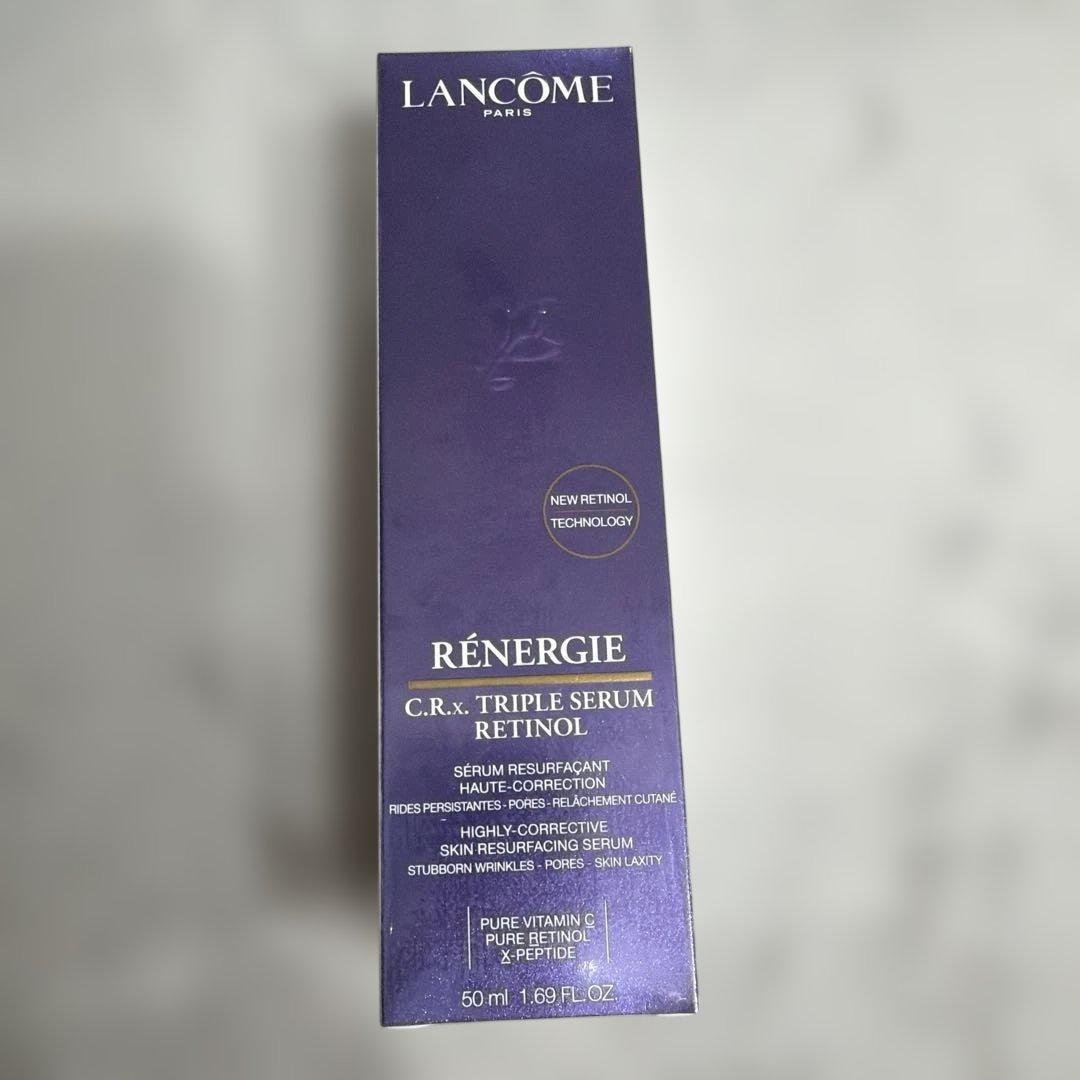 LANCÔME
PARIS
NEW RETINOL
TECHNOLOGY
RÉNERGIE
C.R.x. TRIPLE SERUM
RETINOL
SÉRUM RESURFAÇANT
HAUTE-CORRECTION
RIDES PERSISTANTES - PORES - RELÂCHEMENT CUTANÉ
HIGHLY-CORRECTIVE
SKIN RESURFACING SERUM
STUBBORN WRINKLES - PORES - SKIN LAXITY
PURE VITAMIN C
PURE RETINOL
X-PEPTIDE
50 ml 1.69 FL.OZ.